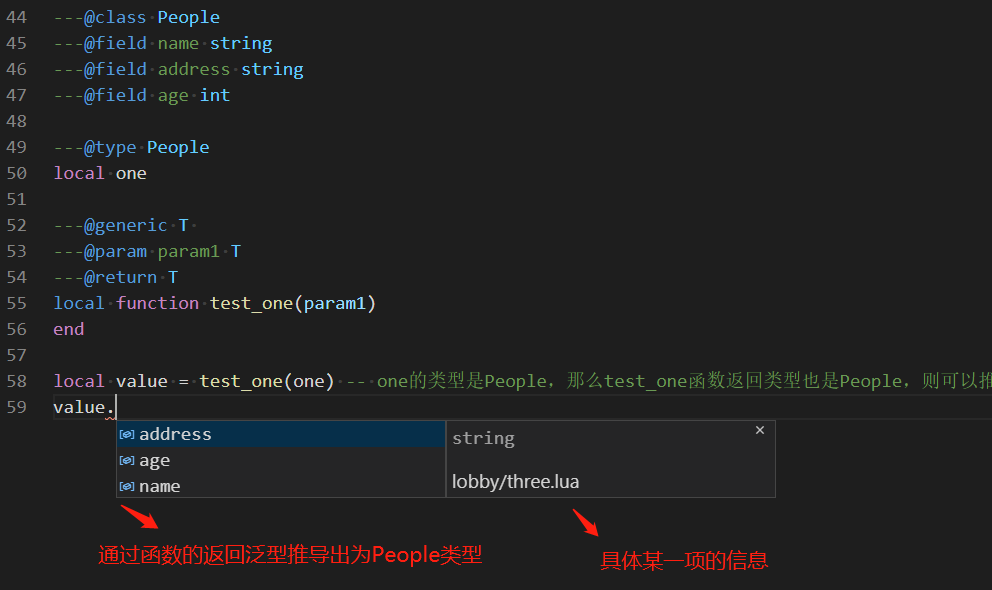 44 ---@class People
45 ---@field name string
46 ---@field address string
47 ---@field age int
48
49 ---@type People
50 local one
51
52 ---@generic T
53 ---@param param1 T
54 ---@return T
55 local function test_one(param1)
56 end
57
58 local value = test_one(one) -- one的类型是People，那么test_one函数返回类型也是People，则可以推
59 value.
address
age
name
string
lobby/three.lua
通过函数的返回泛型推导出为People类型
具体某一项的信息